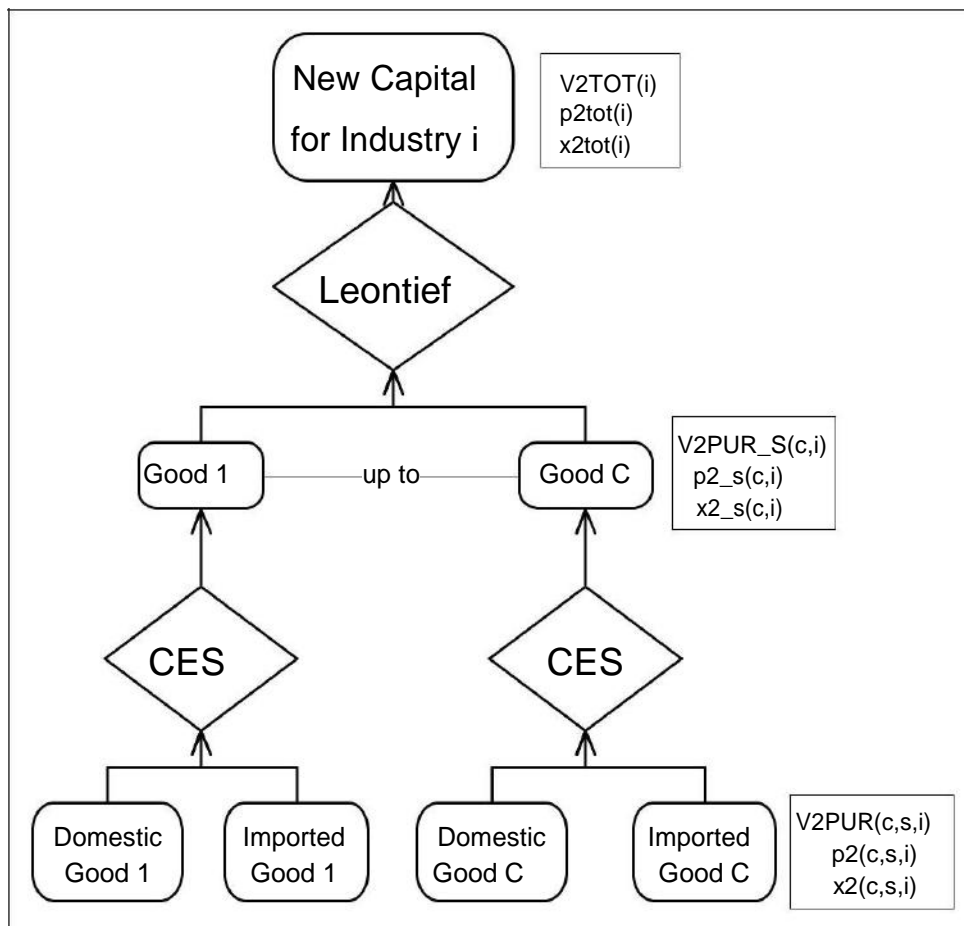 New Capital
for Industry i
V2TOT(i)
p2tot(i)
x2tot(i)
Leontief
Good 1
up to
Good C
V2PUR_S(c,i)
p2_s(c,i)
x2_s(c,i)
CES
CES
Domestic
Good 1
Imported
Good 1
Domestic
Good C
Imported
Good C
V2PUR(c,s,i)
p2(c,s,i)
x2(c,s,i)